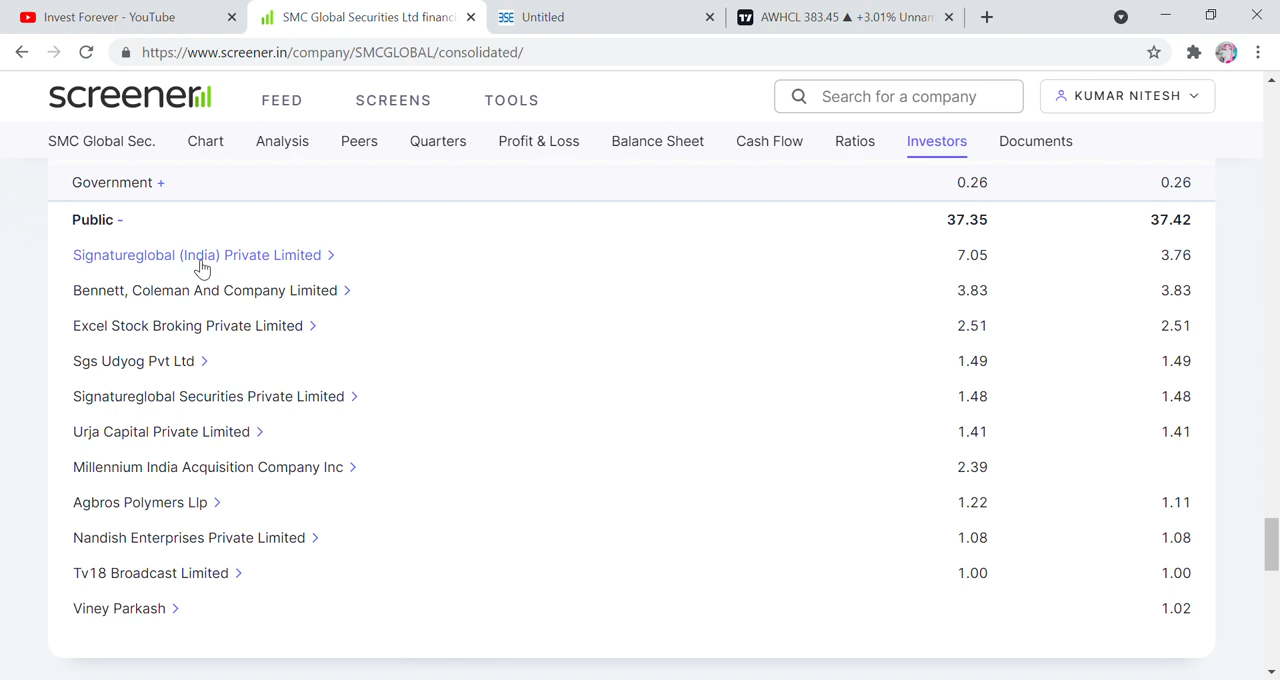 Invest Forever - YouTube
SMC Global Securities Ltd financi
BSE Untitled
AWHCL 383.45 ▲ +3.01% Unnam
https://www.screener.in/company/SMCGLOBAL/consolidated/
screener
FEED SCREENS TOOLS
Search for a company
KUMAR NITESH
SMC Global Sec. Chart Analysis Peers Quarters Profit & Loss Balance Sheet Cash Flow Ratios Investors Documents
Government + 0.26 0.26
Public - 37.35 37.42
Signatureglobal (India) Private Limited > 7.05 3.76
Bennett, Coleman And Company Limited > 3.83 3.83
Excel Stock Broking Private Limited > 2.51 2.51
Sgs Udyog Pvt Ltd > 1.49 1.49
Signatureglobal Securities Private Limited > 1.48 1.48
Urja Capital Private Limited > 1.41 1.41
Millennium India Acquisition Company Inc > 2.39
Agbros Polymers Llp > 1.22 1.11
Nandish Enterprises Private Limited > 1.08 1.08
Tv18 Broadcast Limited > 1.00 1.00
Viney Parkash > 1.02